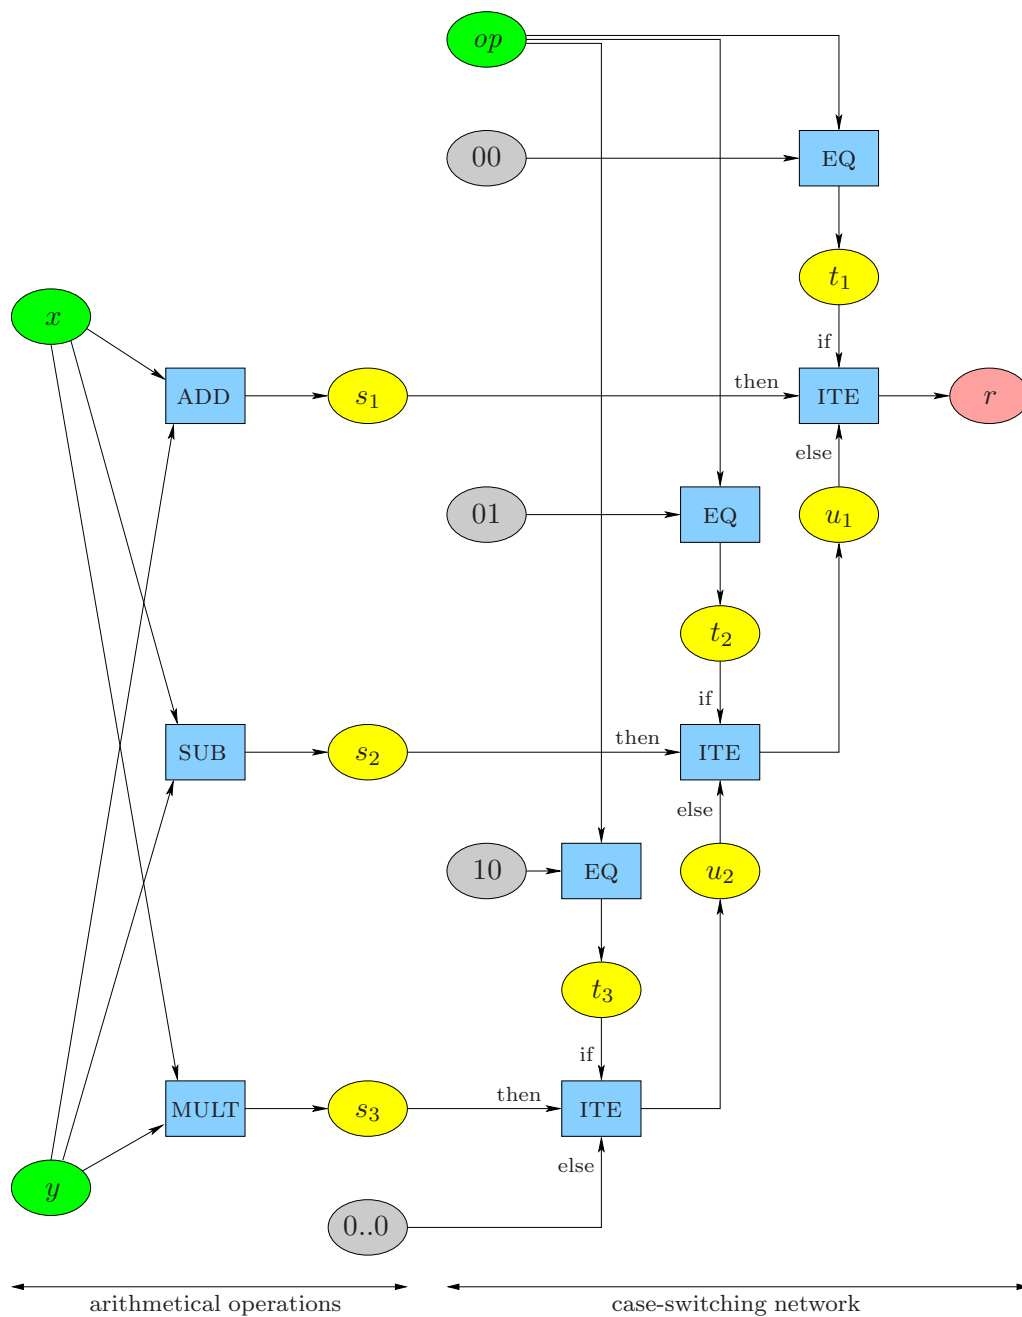 op
00
EQ
t1
x
if
then
ADD
s1
ITE
r
else
01
EQ
u1
t2
if
then
SUB
s2
ITE
else
10
EQ
u2
t3
if
then
MULT
s3
ITE
else
y
0..0
arithmetical operations
case-switching network